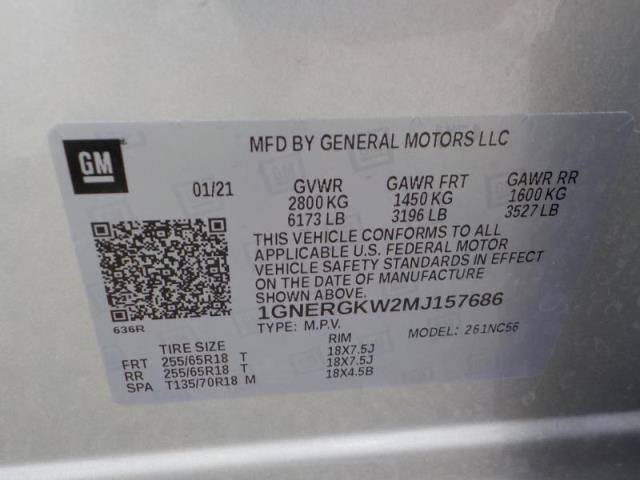 GM
MFD BY GENERAL MOTORS LLC
01/21
GVWR GAWR FRT GAWR RR
2800 KG 1450 KG 1600 KG
6173 LB 3196 LB 3527 LB
THIS VEHICLE CONFORMS TO ALL
APPLICABLE U.S. FEDERAL MOTOR
VEHICLE SAFETY STANDARDS IN EFFECT
ON THE DATE OF MANUFACTURE
SHOWN ABOVE.
636R
1GNERGKW2MJ157686
TYPE: M.P.V. MODEL: 261NC56
TIRE SIZE RIM
FRT 255/65R18 T 18X7.5J
RR 255/65R18 T 18X7.5J
SPA T135/70R18 M 18X4.5B